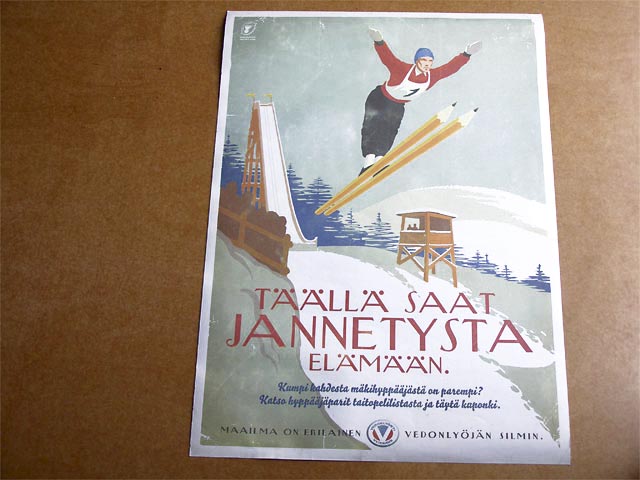 TÄÄLLÄ SAAT
JÄNNETYSTA
ELÄMÄÄN.
Kumpi kahdesta mäkihyppääjästä on parempi?
Katso hyppääjäparit taitopelilistasta ja täytä kuponki.
MAAILMA ON ERILAINEN VEDONLYÖJÄN SILMIN.